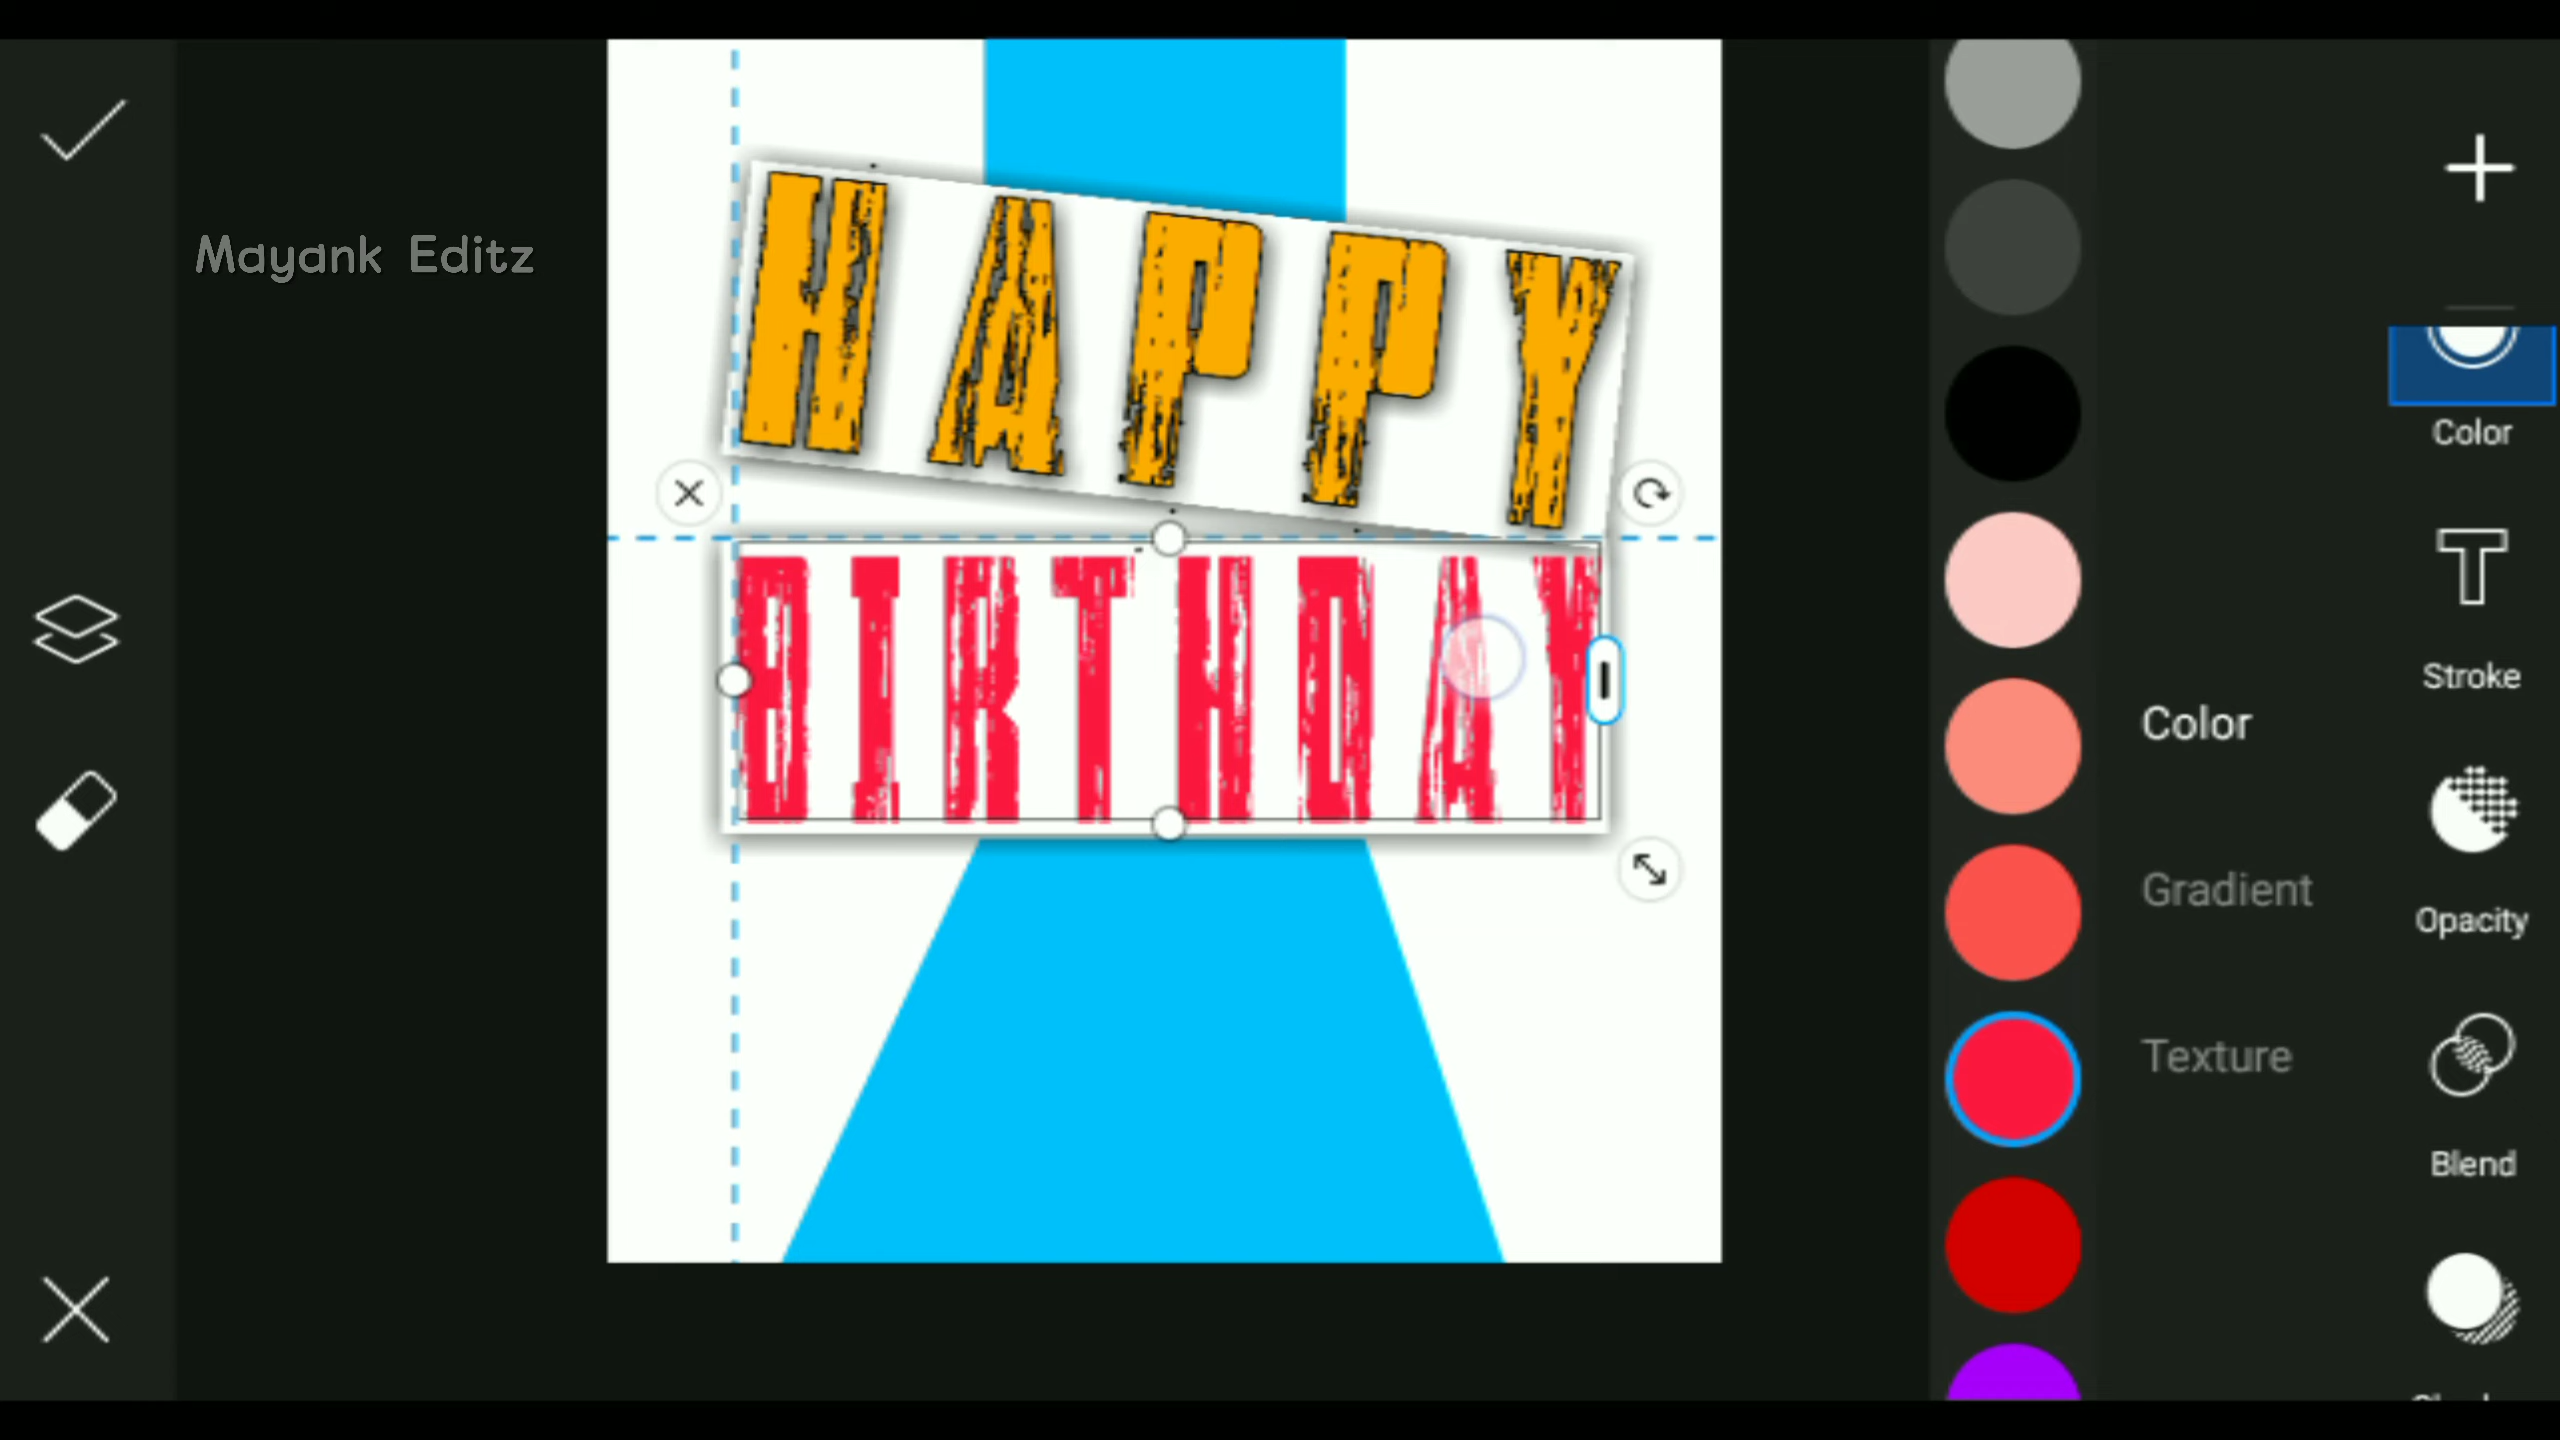 Mayank Editz
HAPPY
BIRTHDAY
Color
Stroke
Color
Gradient
Opacity
Texture
Blend